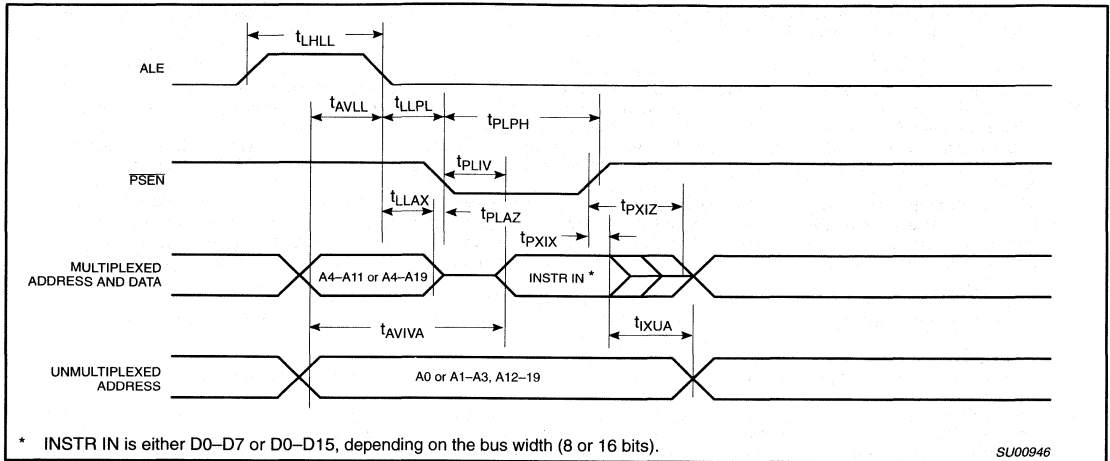 tLHLL
ALE
tAVLL
tLLPL
tPLPH
PSEN
tPLIV
tLLAX
tPLAZ
tPXIZ
tPXIX
MULTIPLEXED
ADDRESS AND DATA
A4–A11 or A4–A19
INSTR IN *
tAVIVA
tIXUA
UNMULTIPLEXED
ADDRESS
A0 or A1–A3, A12–19
* INSTR IN is either D0–D7 or D0–D15, depending on the bus width (8 or 16 bits).
SU00946